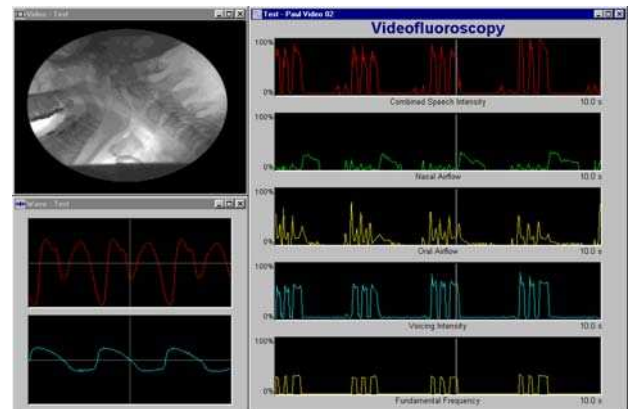 Video - Test
Test - Paul Video 02
Videofluoroscopy
100%
0%
Combined Speech Intensity
10.0 s
100%
0%
Nasal Airflow
10.0 s
100%
0%
Oral Airflow
10.0 s
Wave - Test
100%
0%
Voicing Intensity
10.0 s
100%
0%
Fundamental Frequency
10.0 s